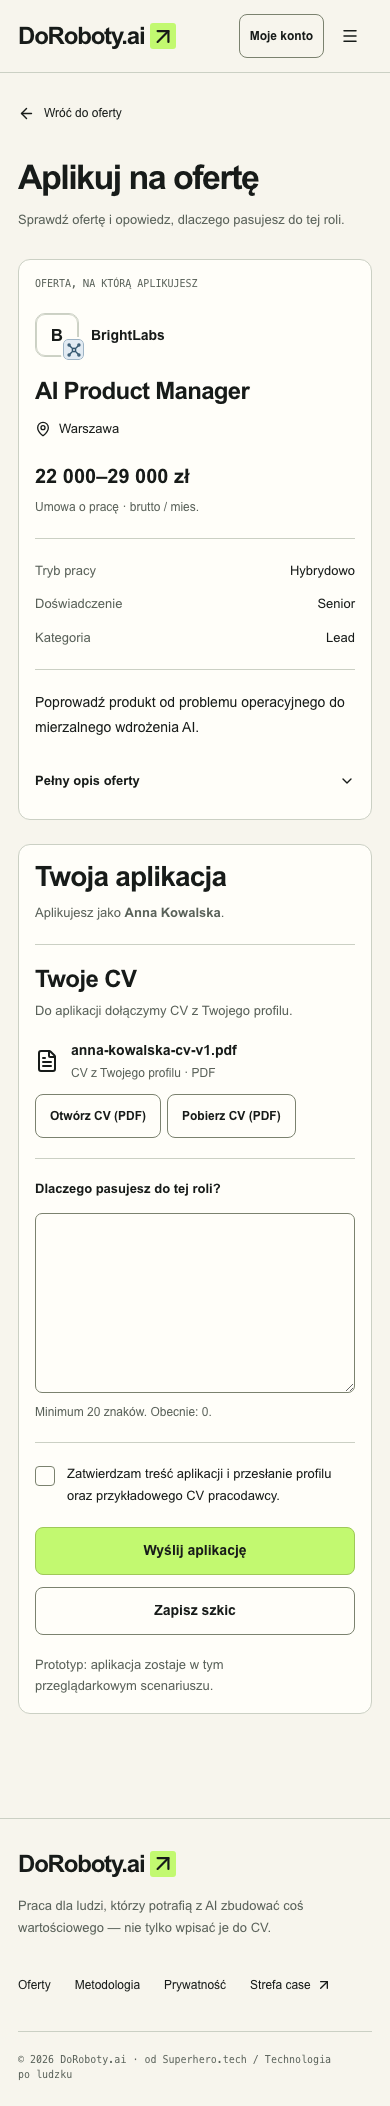 DoRoboty.ai
Moje konto
Wróć do oferty
Aplikuj na ofertę
Sprawdź ofertę i opowiedz, dlaczego pasujesz do tej roli.
OFERTA, NA KTÓRĄ APLIKUJESZ
B
BrightLabs
AI Product Manager
Warszawa
22 000–29 000 zł
Umowa o pracę · brutto / mies.
Tryb pracy Hybrydowo
Doświadczenie Senior
Kategoria Lead
Poprowadź produkt od problemu operacyjnego do
mierzalnego wdrożenia AI.
Pełny opis oferty
Twoja aplikacja
Aplikujesz jako Anna Kowalska.
Twoje CV
Do aplikacji dołączymy CV z Twojego profilu.
anna-kowalska-cv-v1.pdf
CV z Twojego profilu · PDF
Otwórz CV (PDF) Pobierz CV (PDF)
Dlaczego pasujesz do tej roli?
Minimum 20 znaków. Obecnie: 0.
Zatwierdzam treść aplikacji i przesłanie profilu
oraz przykładowego CV pracodawcy.
Wyślij aplikację
Zapisz szkic
Prototyp: aplikacja zostaje w tym
przeglądarkowym scenariuszu.
DoRoboty.ai
Praca dla ludzi, którzy potrafią z AI zbudować coś
wartościowego — nie tylko wpisać je do CV.
Oferty Metodologia Prywatność Strefa case
© 2026 DoRoboty.ai · od Superhero.tech / Technologia
po ludzku